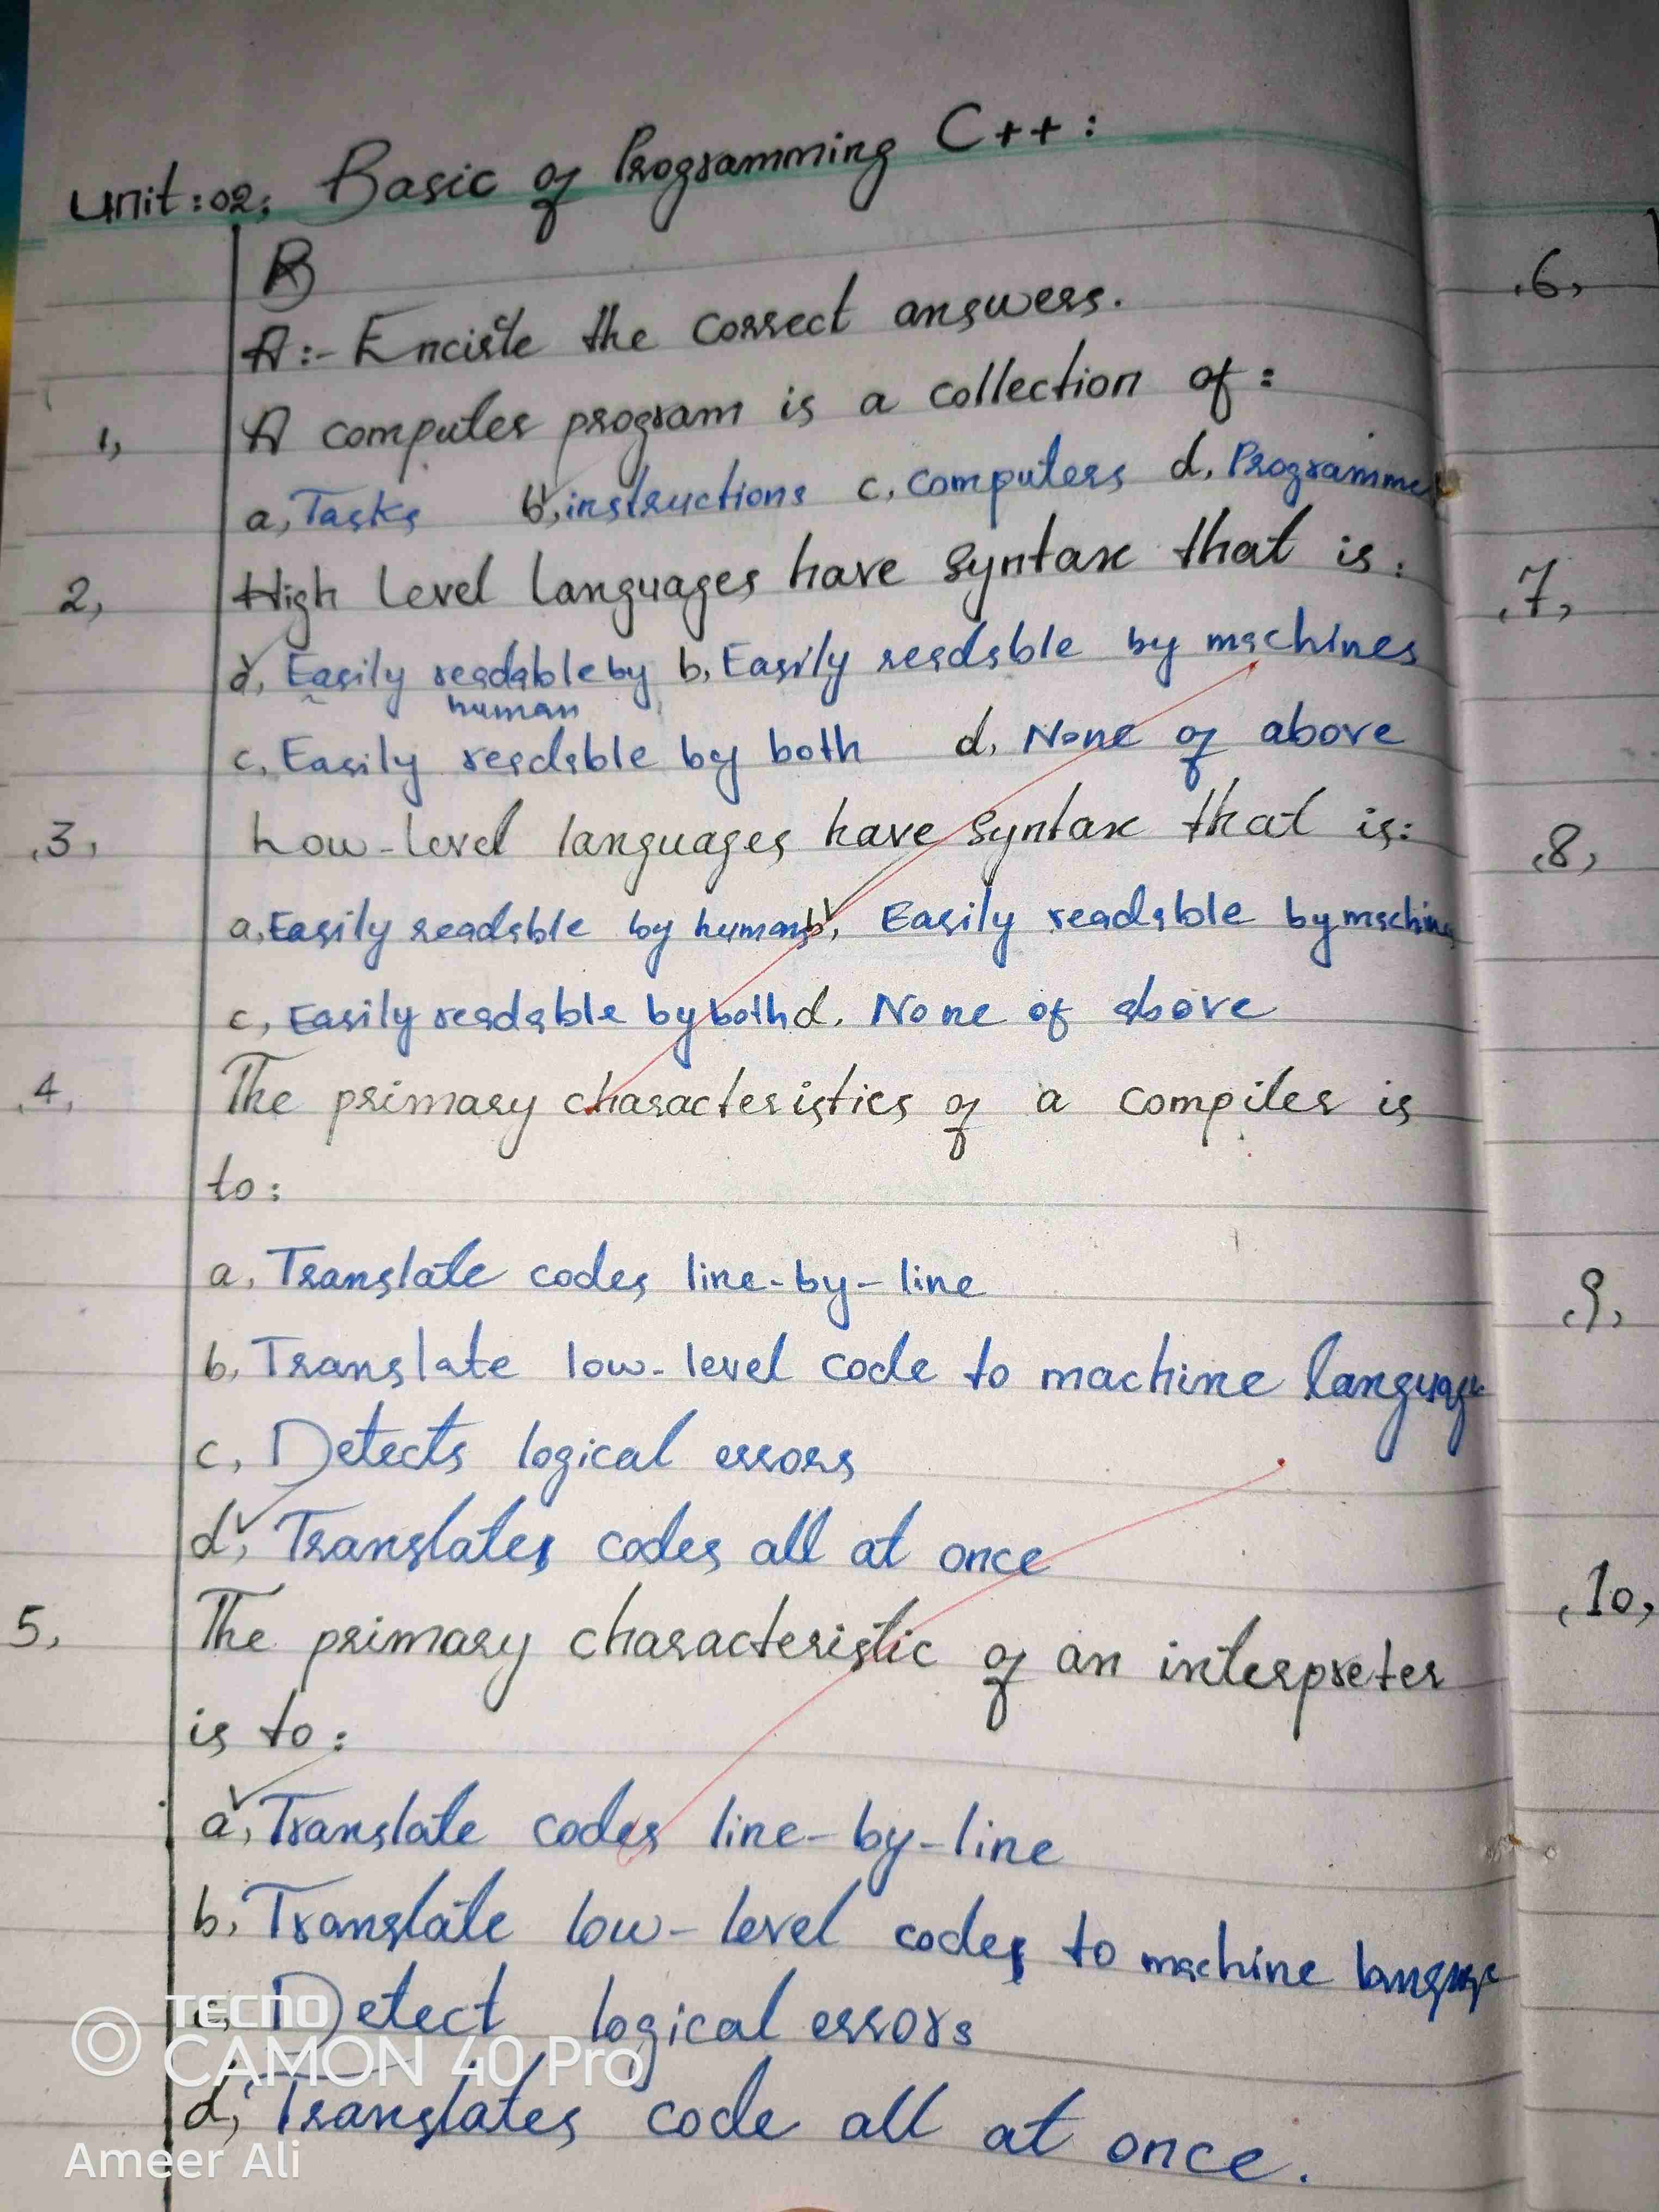 Unit:02: Basic of Programming C++:
A:- Encircle the correct answers.
1, A computer program is a collection of:
a, Tasks b, instructions c, computers d, Programme
2, High Level languages have syntax that is:
a, Easily readable by human b, Easily readable by machines
c, Easily readable by both d, None of above
3, Low-level languages have syntax that is:
a, Easily readable by humans b, Easily readable by machine
c, Easily readable by both d, None of above
4, The primary characteristics of a compiler is
to:
a, Translate codes line-by-line
b, Translate low-level code to machine language
c, Detects logical errors
d, Translates codes all at once
5, The primary characteristic of an interpreter
is to:
a, Translate codes line-by-line
b, Translate low-level codes to machine language
c, Detect logical errors
d, Translates code all at once.
6,
7,
8,
9,
10,
TECNO
CAMON 40 Pro
Ameer Ali